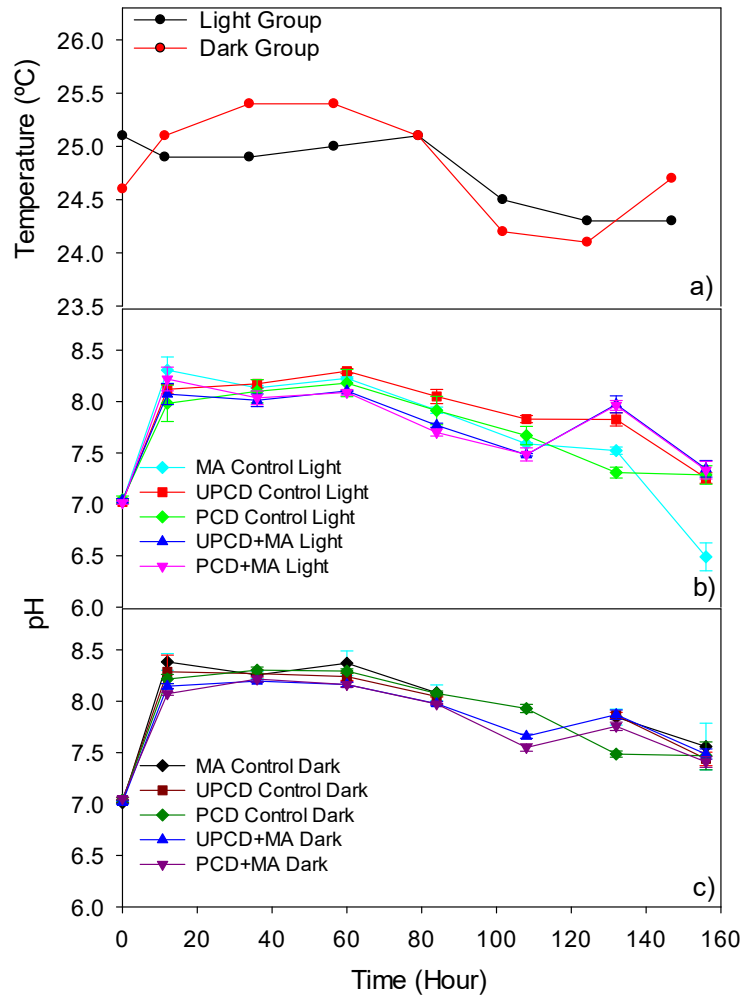 Light Group
Dark Group
26.0
25.5
25.0
24.5
24.0
23.5
Temperature (ºC)
a)
8.5
8.0
7.5
7.0
6.5
6.0
MA Control Light
UPCD Control Light
PCD Control Light
UPCD+MA Light
PCD+MA Light
b)
pH
8.5
8.0
7.5
7.0
6.5
6.0
MA Control Dark
UPCD Control Dark
PCD Control Dark
UPCD+MA Dark
PCD+MA Dark
c)
0 20 40 60 80 100 120 140 160
Time (Hour)